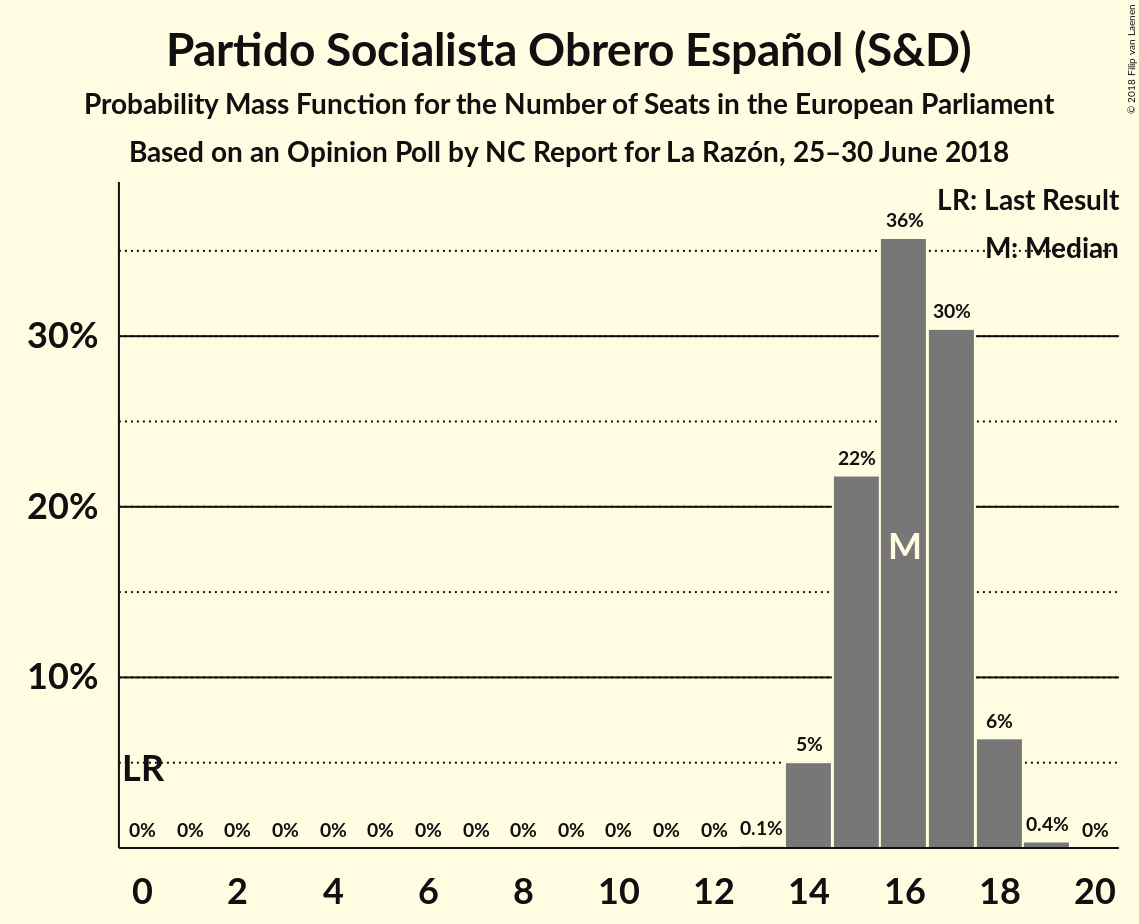 Partido Socialista Obrero Español (S&D)
Probability Mass Function for the Number of Seats in the European Parliament
Based on an Opinion Poll by NC Report for La Razón, 25–30 June 2018
© 2018 Filip van Laenen
LR: Last Result
M: Median
36%
30%
30%
22%
20%
M
10%
6%
5%
LR
0% 0% 0% 0% 0% 0% 0% 0% 0% 0% 0% 0% 0% 0.1% 0.4% 0%
0 2 4 6 8 10 12 14 16 18 20